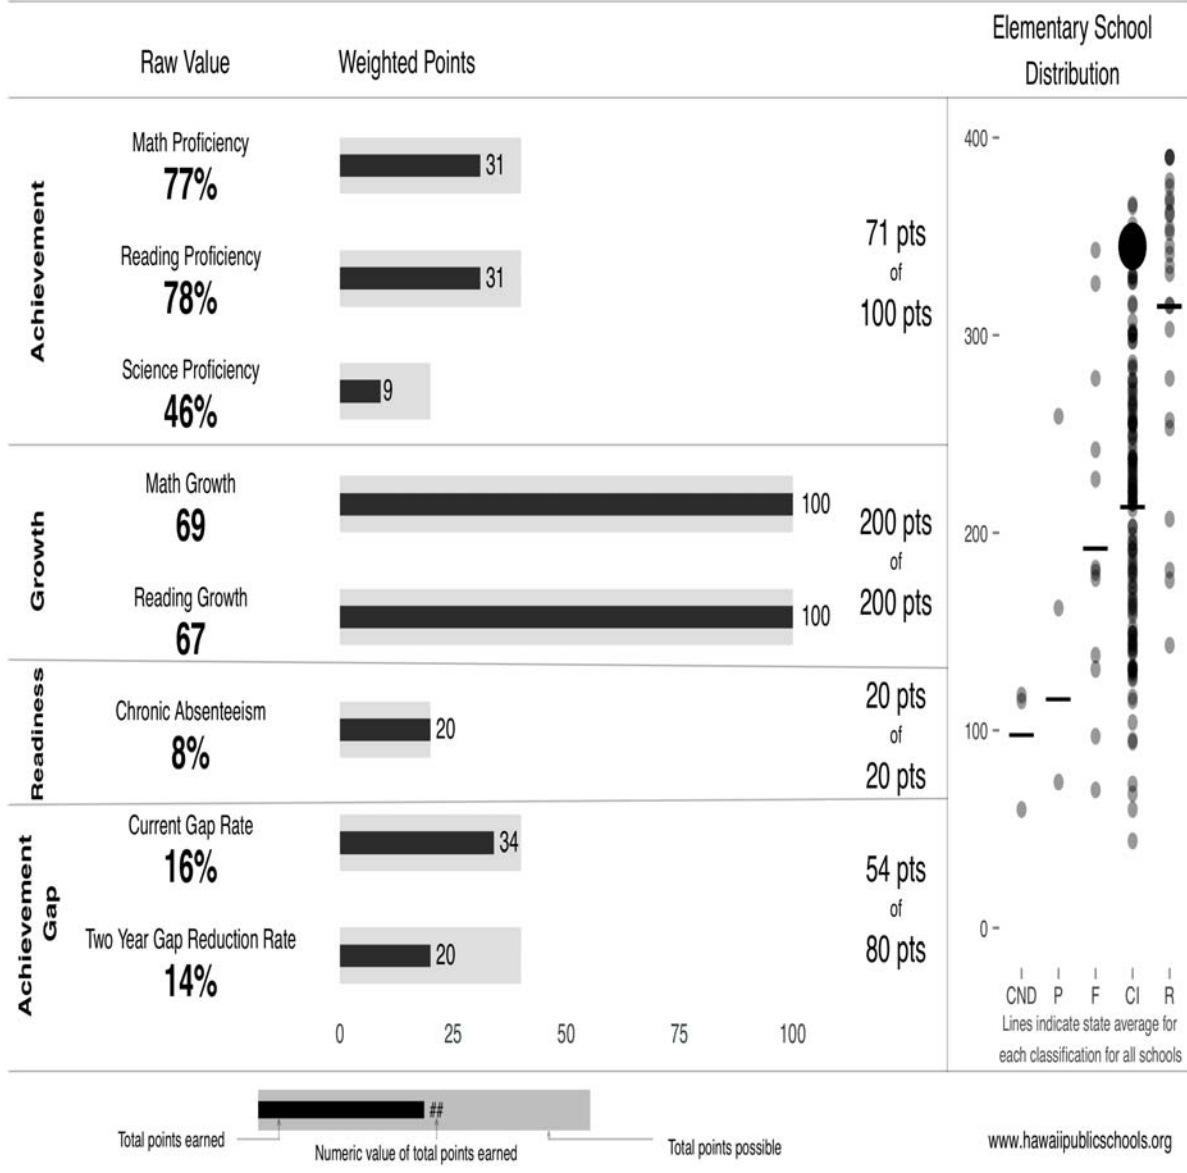 Elementary School
Distribution
Raw Value
Weighted Points
Achievement
Math Proficiency
77%
31
Reading Proficiency
78%
31
Science Proficiency
46%
9
71 pts
of
100 pts
Growth
Math Growth
69
100
Reading Growth
67
100
200 pts
of
200 pts
Readiness
Chronic Absenteeism
8%
20
20 pts
of
20 pts
Achievement
Gap
Current Gap Rate
16%
34
Two Year Gap Reduction Rate
14%
20
54 pts
of
80 pts
0 25 50 75 100
400
300
200
100
0
CND P F CI R
Lines indicate state average for
each classification for all schools
##
Total points earned
Numeric value of total points earned
Total points possible
www.hawaiipublicschools.org